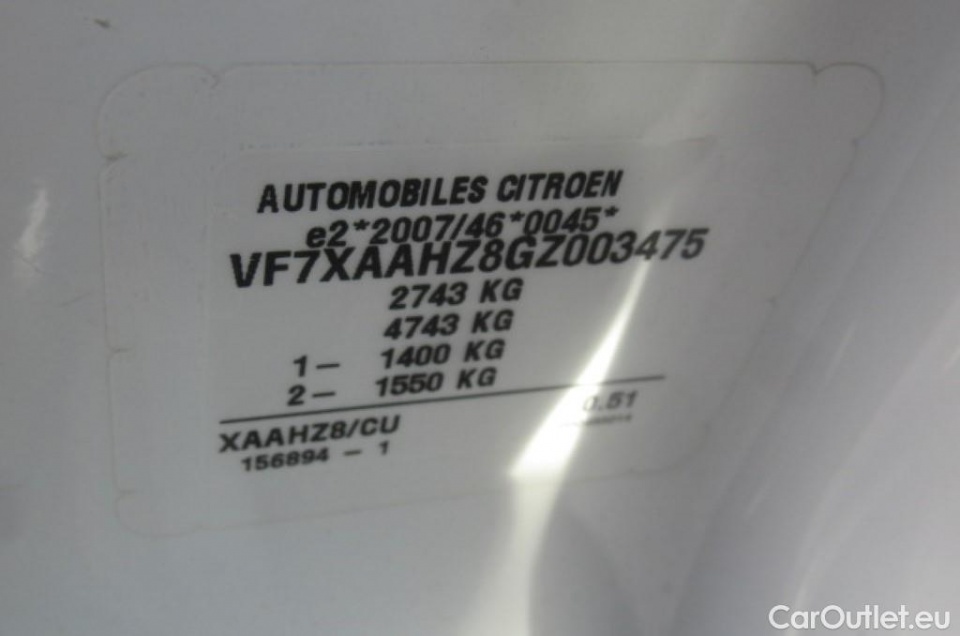 AUTOMOBILES CITROEN
e2*2007/46*0045*
VF7XAAHZ8GZ003475
2743 KG
4743 KG
1– 1400 KG
2– 1550 KG
XAAHZ8/CU 0.51
156894 – 1
CarOutlet.eu